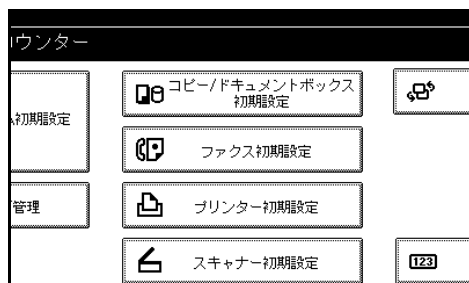 ウンター
コピー/ドキュメントボックス
初期設定
初期設定
ファクス初期設定
管理
プリンター初期設定
スキャナー初期設定
123